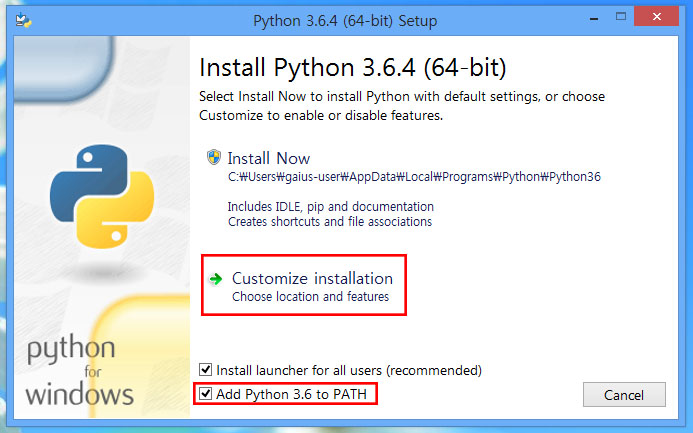 Python 3.6.4 (64-bit) Setup
Install Python 3.6.4 (64-bit)
Select Install Now to install Python with default settings, or choose
Customize to enable or disable features.
Install Now
C:₩Users₩gaius-user₩AppData₩Local₩Programs₩Python₩Python36
Includes IDLE, pip and documentation
Creates shortcuts and file associations
Customize installation
Choose location and features
python
for
windows
Install launcher for all users (recommended)
Add Python 3.6 to PATH
Cancel